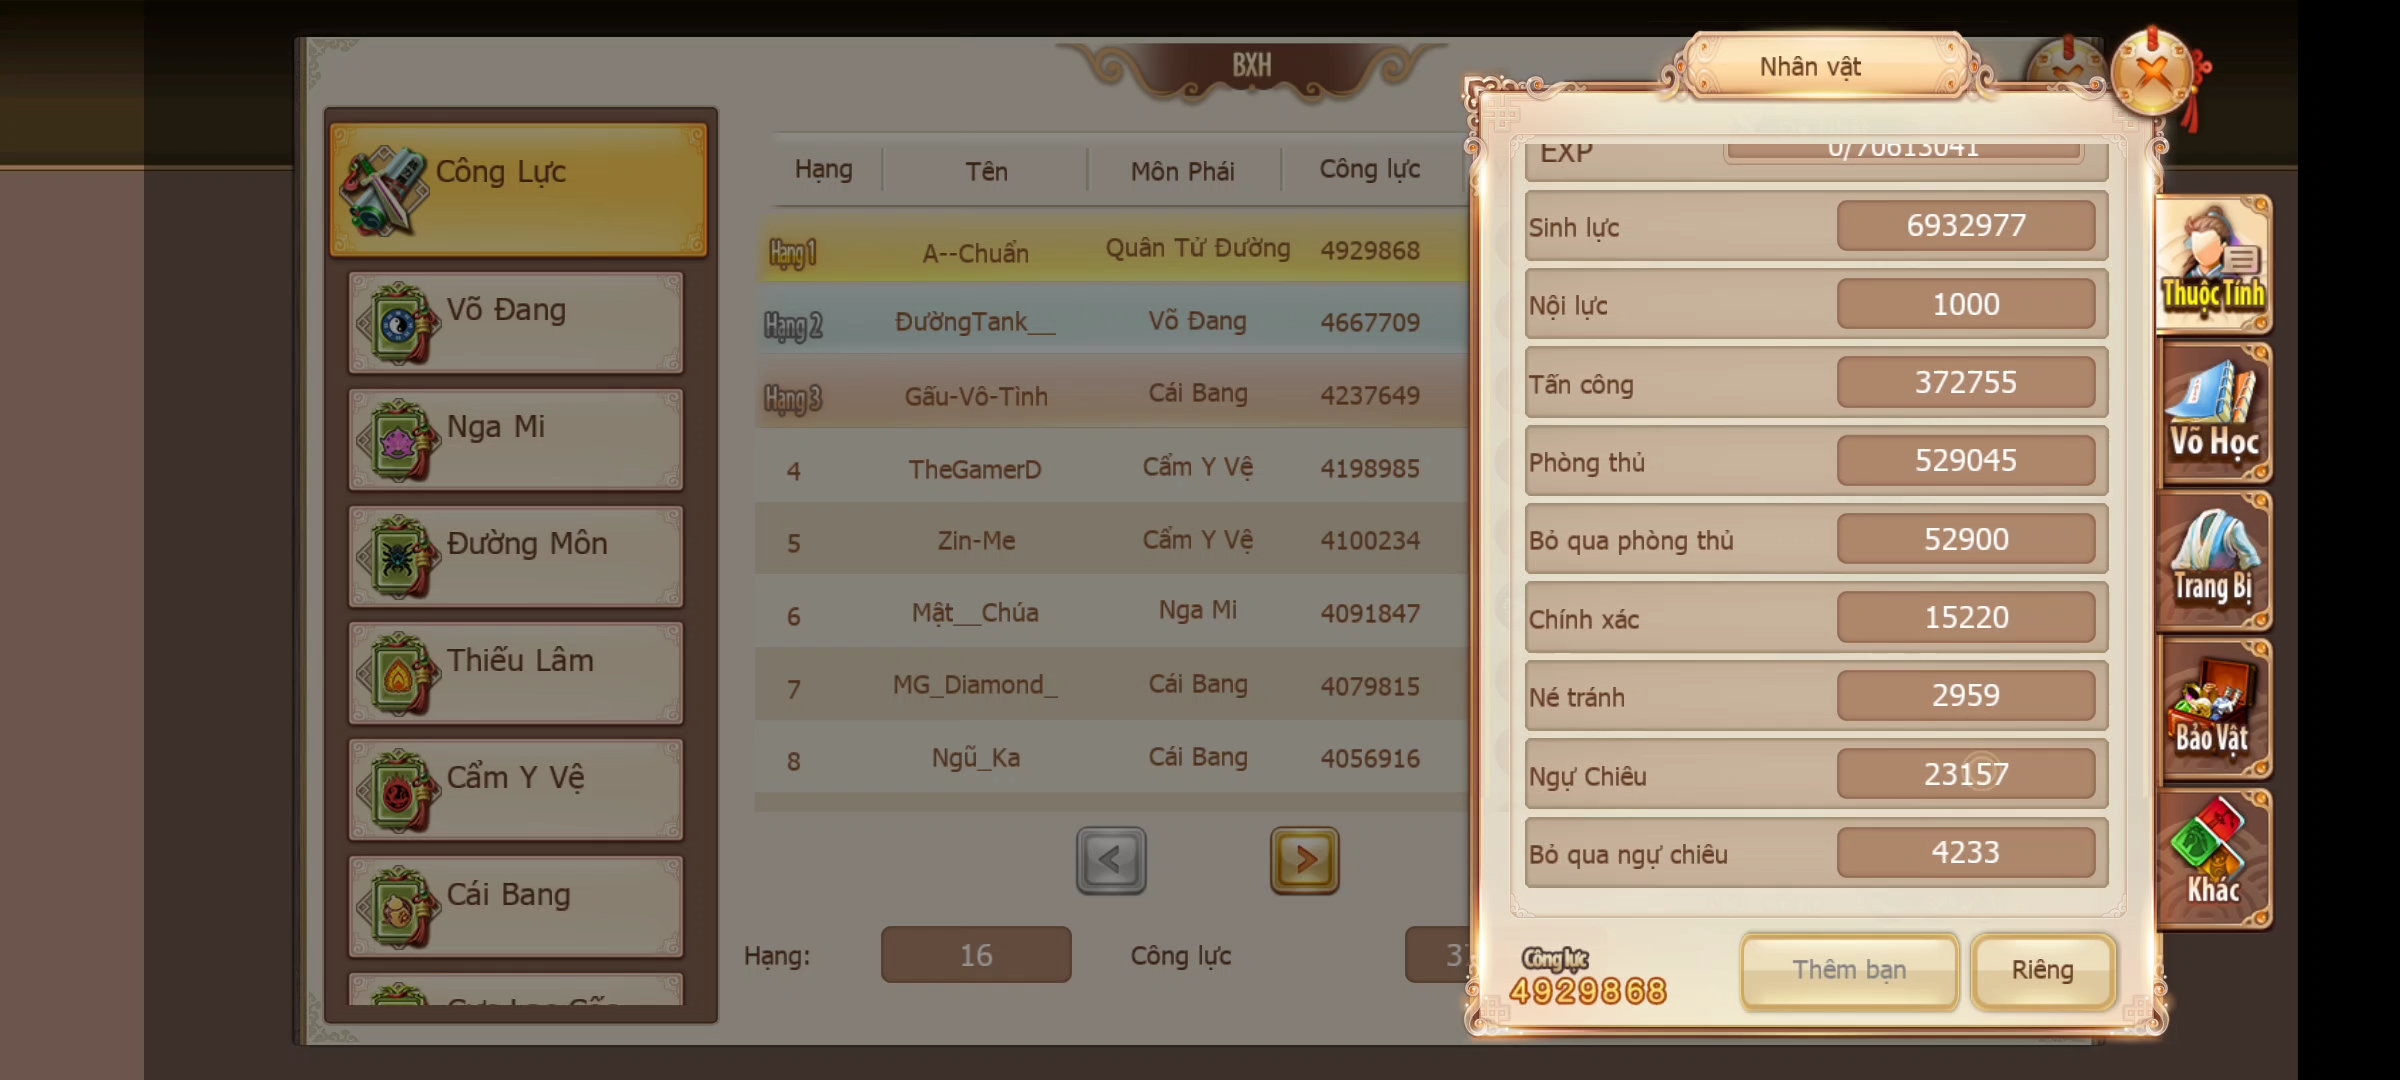 BXH
Công Lực
Võ Đang
Nga Mi
Đường Môn
Thiếu Lâm
Cẩm Y Vệ
Cái Bang
Hạng Tên Môn Phái Công lực
Hạng 1 A--Chuẩn Quân Tử Đường 4929868
Hạng 2 ĐườngTank__ Võ Đang 4667709
Hạng 3 Gấu-Vô-Tình Cái Bang 4237649
4 TheGamerD Cẩm Y Vệ 4198985
5 Zin-Me Cẩm Y Vệ 4100234
6 Mật__Chúa Nga Mi 4091847
7 MG_Diamond_ Cái Bang 4079815
8 Ngũ_Ka Cái Bang 4056916
Hạng: 16 Công lực
Nhân vật
EXP 0/70613041
Sinh lực 6932977
Nội lực 1000
Tấn công 372755
Phòng thủ 529045
Bỏ qua phòng thủ 52900
Chính xác 15220
Né tránh 2959
Ngự Chiêu 23157
Bỏ qua ngự chiêu 4233
Công lực
4929868
Thêm bạn
Riêng
Thuộc Tính
Võ Học
Trang Bị
Bảo Vật
Khác